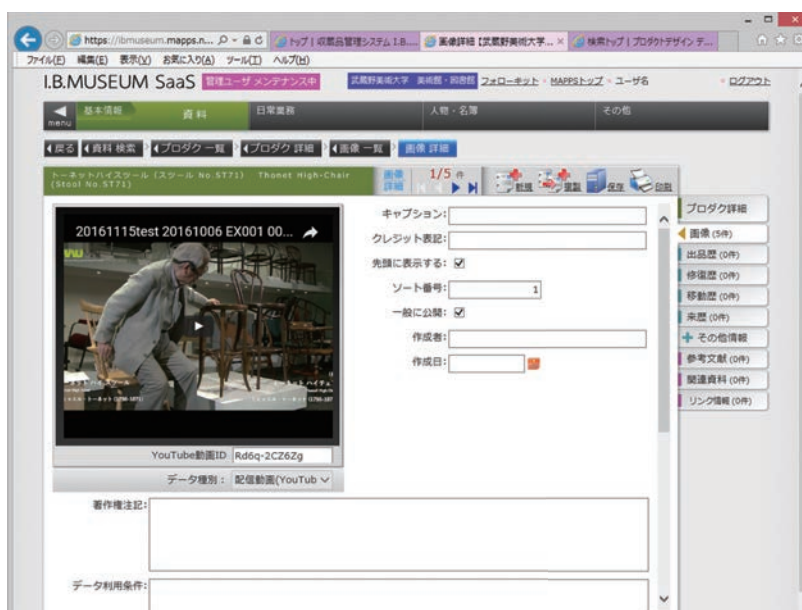 https://ibmuseum.mapps.n...
トップ | 収蔵品管理システム I.B....
画像詳細【武蔵野美術大学...
検索トップ | プロダクトデザイン デ...
ファイル(F) 編集(E) 表示(V) お気に入り(A) ツール(T) ヘルプ(H)
I.B.MUSEUM SaaS 管理ユーザ メンテナンス中 武蔵野美術大学 美術館・図書館 フォローキット MAPPSトップ ユーザ名 ログアウト
menu 基本情報 資料 日常業務 人物・名簿 その他
戻る 資料 検索 プロダク 一覧 プロダク 詳細 画像 一覧 画像 詳細
トーネットハイスツール (スツール No.ST71) Thonet High-Chair
(Stool No.ST71)
画像詳細 1/5 件 新規 複製 保存 印刷
20161115test 20161006 EX001 00...
YouTube動画ID Rd6q-2CZ6Zg
データ種別: 配信動画(YouTub
キャプション:
クレジット表記:
先頭に表示する:
ソート番号: 1
一般に公開:
作成者:
作成日:
著作権注記:
データ利用条件:
プロダク詳細
画像 (5件)
出品歴 (0件)
修復歴 (0件)
移動歴 (0件)
来歴 (0件)
その他情報
参考文献 (0件)
関連資料 (0件)
リンク情報 (0件)